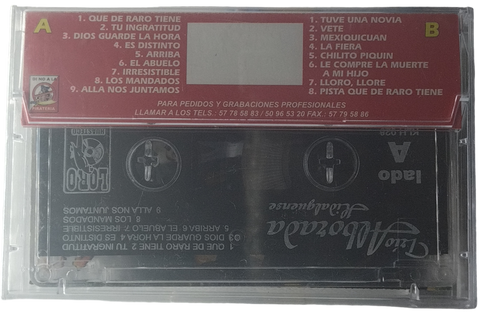 A
1. QUE DE RARO TIENE
2. TU INGRATITUD
3. DIOS GUARDE LA HORA
4. ES DISTINTO
5. ARRIBA
6. EL ABUELO
7. IRRESISTIBLE
8. LOS MANDADOS
9. ALLA NOS JUNTAMOS
B
1. TUVE UNA NOVIA
2. VETE
3. MEXIQUICUAN
4. LA FIERA
5. CHILITO PIQUIN
6. LE COMPRE LA MUERTE
A MI HIJO
7. LLORO, LLORE
8. PISTA QUE DE RARO TIENE
PARA PEDIDOS Y GRABACIONES PROFESIONALES
LLAMAR A LOS TELS.: 57 78 58 83 / 50 96 53 20 FAX.: 57 79 58 86
lado
A
LORO
Trio
Alborada
Hidalguense
1 QUE DE RARO TIENE 2 TU INGRATITUD
3 DIOS GUARDE LA HORA 4 ES DISTINTO
5 ARRIBA 6 EL ABUELO 7 IRRESISTIBLE
8 LOS MANDADOS
9 ALLA NOS JUNTAMOS